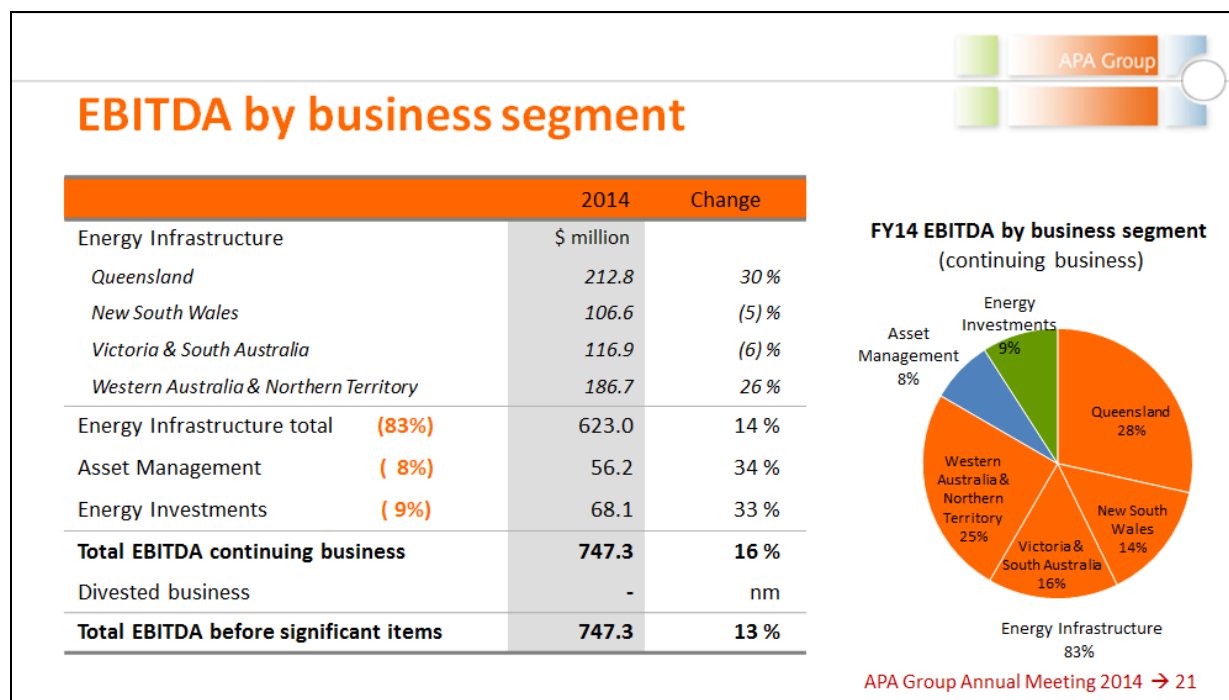 APA Group
EBITDA by business segment
2014 Change
Energy Infrastructure $ million
Queensland 212.8 30 %
New South Wales 106.6 (5) %
Victoria & South Australia 116.9 (6) %
Western Australia & Northern Territory 186.7 26 %
Energy Infrastructure total (83%) 623.0 14 %
Asset Management ( 8%) 56.2 34 %
Energy Investments ( 9%) 68.1 33 %
Total EBITDA continuing business 747.3 16 %
Divested business - nm
Total EBITDA before significant items 747.3 13 %
FY14 EBITDA by business segment
(continuing business)
Energy
Investments
9%
Asset
Management
8%
Queensland
28%
Western
Australia &
Northern
Territory
25%
New South
Wales
14%
Victoria &
South Australia
16%
Energy Infrastructure
83%
APA Group Annual Meeting 2014 → 21